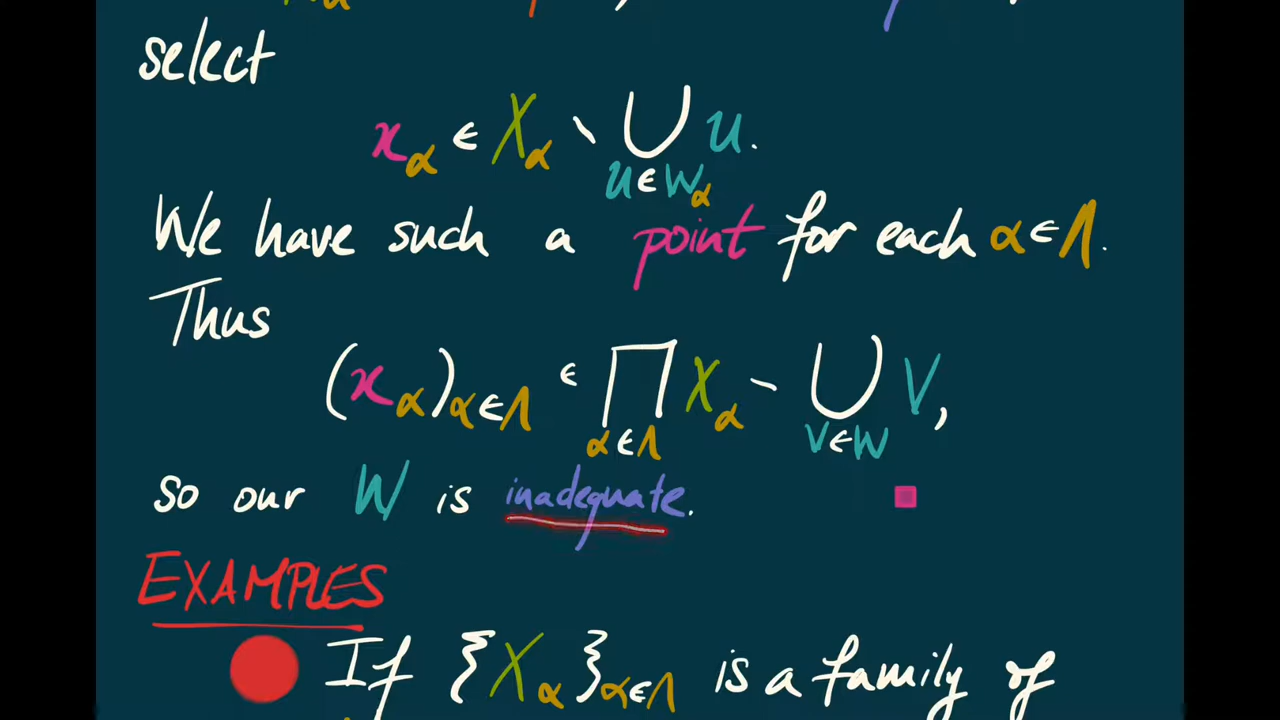 select
x_α ∈ X_α ∖ ⋃_{U∈W_α} U.
We have such a point for each α∈Λ.
Thus
(x_α)_{α∈Λ} ∈ ∏_{α∈Λ} X_α ∖ ⋃_{V∈W} V,
so our W is inadequate.
EXAMPLES
If {X_α}_{α∈Λ} is a family of